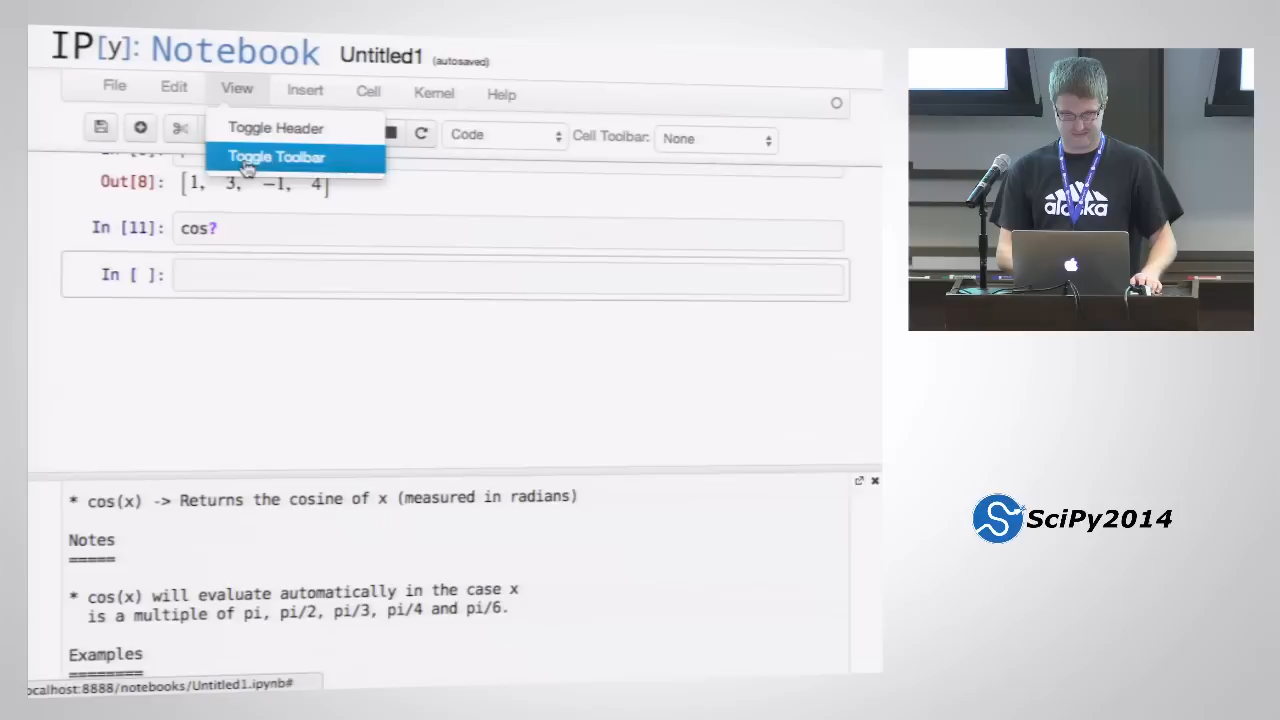 IP[y]: Notebook Untitled1 (autosaved)
File Edit View Insert Cell Kernel Help
Toggle Header
Code Cell Toolbar: None
Toggle Toolbar
Out[8]: [1, 3, −1, 4]
In [11]: cos?
In [ ]:
* cos(x) -> Returns the cosine of x (measured in radians)
Notes
=====
* cos(x) will evaluate automatically in the case x
is a multiple of pi, pi/2, pi/3, pi/4 and pi/6.
Examples
========
ocalhost:8888/notebooks/Untitled1.ipynb#
alaska
SciPy2014